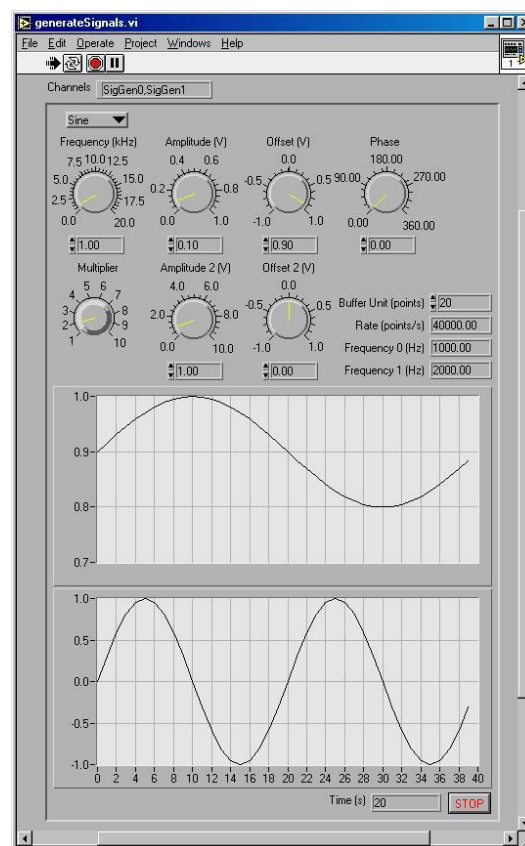 generateSignals.vi
File Edit Operate Project Windows Help
1
Channels SigGen0,SigGen1
Sine
Frequency (kHz) Amplitude (V) Offset (V) Phase
7.5 10.0 12.5 0.4 0.6 0.0 180.00
5.0 15.0 0.2 0.8 -0.5 0.5 90.00 270.00
2.5 17.5
0.0 20.0 0.0 1.0 -1.0 1.0 0.00 360.00
1.00 0.10 0.90 0.00
Multiplier Amplitude 2 (V) Offset 2 (V)
5 6 4.0 6.0 0.0
4 7 -0.5 0.5 Buffer Unit (points) 20
3 8 2.0 8.0 Rate (points/s) 40000.00
2 9
1 10 0.0 10.0 -1.0 1.0 Frequency 0 (Hz) 1000.00
1.00 0.00 Frequency 1 (Hz) 2000.00
1.0
0.9
0.8
0.7
1.0
0.5
0.0
-0.5
-1.0
0 2 4 6 8 10 12 14 16 18 20 22 24 26 28 30 32 34 36 38 40
Time (s) 20 STOP